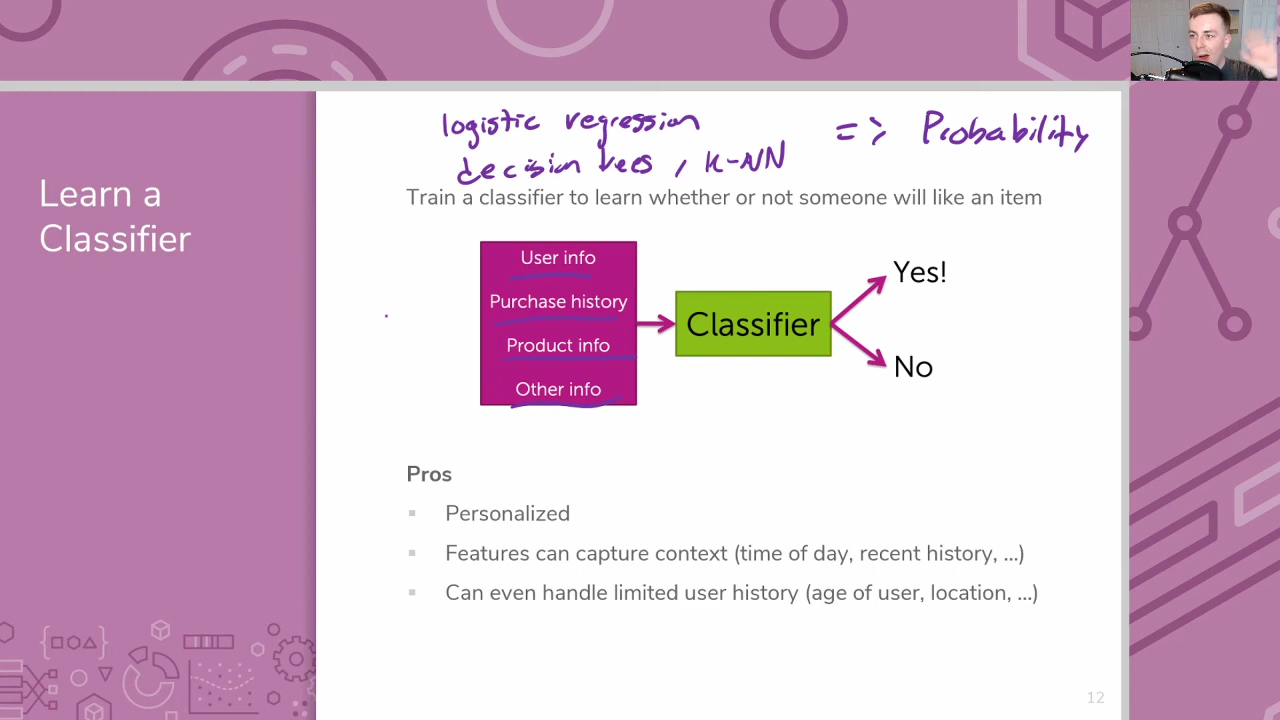 Learn a
Classifier
logistic regression
decision trees, K-NN
=> Probability
Train a classifier to learn whether or not someone will like an item
User info
Purchase history
Product info
Other info
Classifier
Yes!
No
Pros
▪ Personalized
▪ Features can capture context (time of day, recent history, ...)
▪ Can even handle limited user history (age of user, location, ...)
12